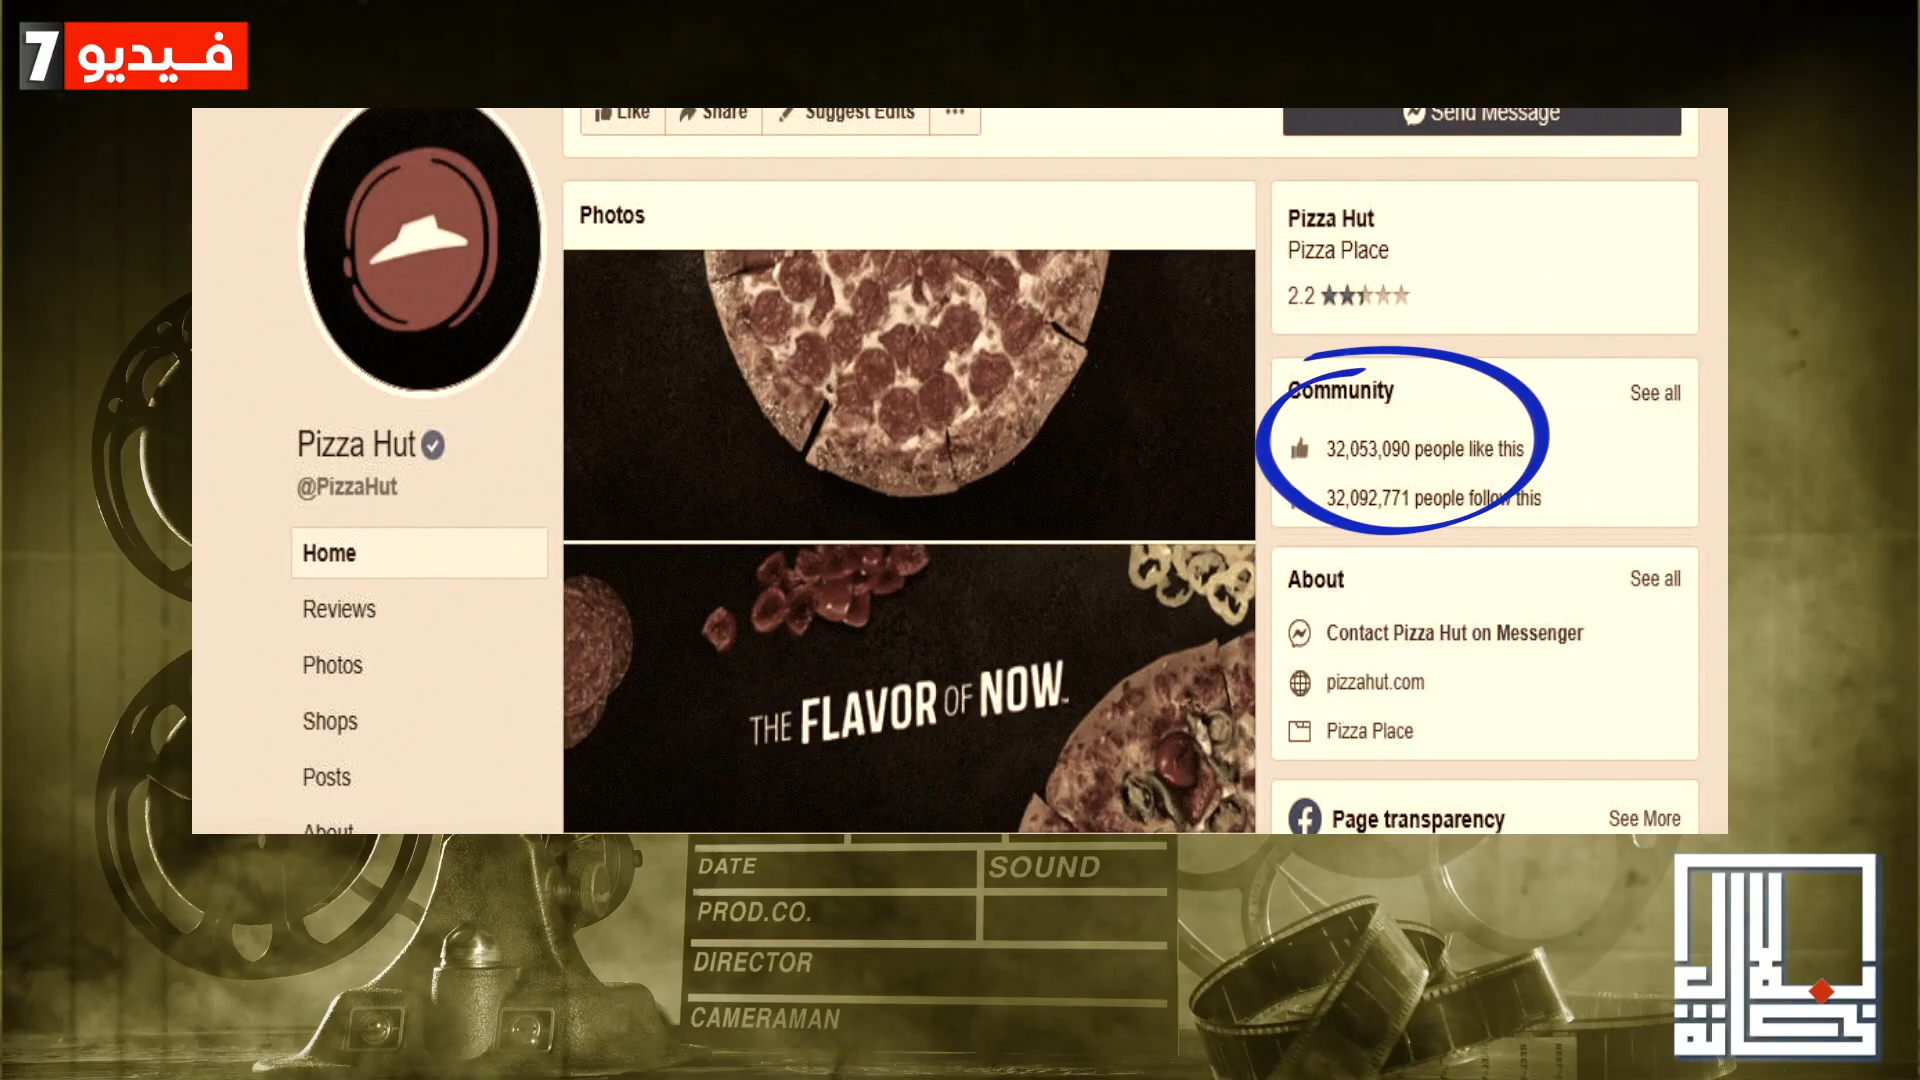 7 فيديو
Like
Share
Suggest Edits
Send Message
Pizza Hut
@PizzaHut
Home
Reviews
Photos
Shops
Posts
About
Photos
THE FLAVOR OF NOW
Pizza Hut
Pizza Place
2.2
Community See all
32,053,090 people like this
32,092,771 people follow this
About See all
Contact Pizza Hut on Messenger
pizzahut.com
Pizza Place
Page transparency See More
DATE SOUND
PROD.CO.
DIRECTOR
CAMERAMAN